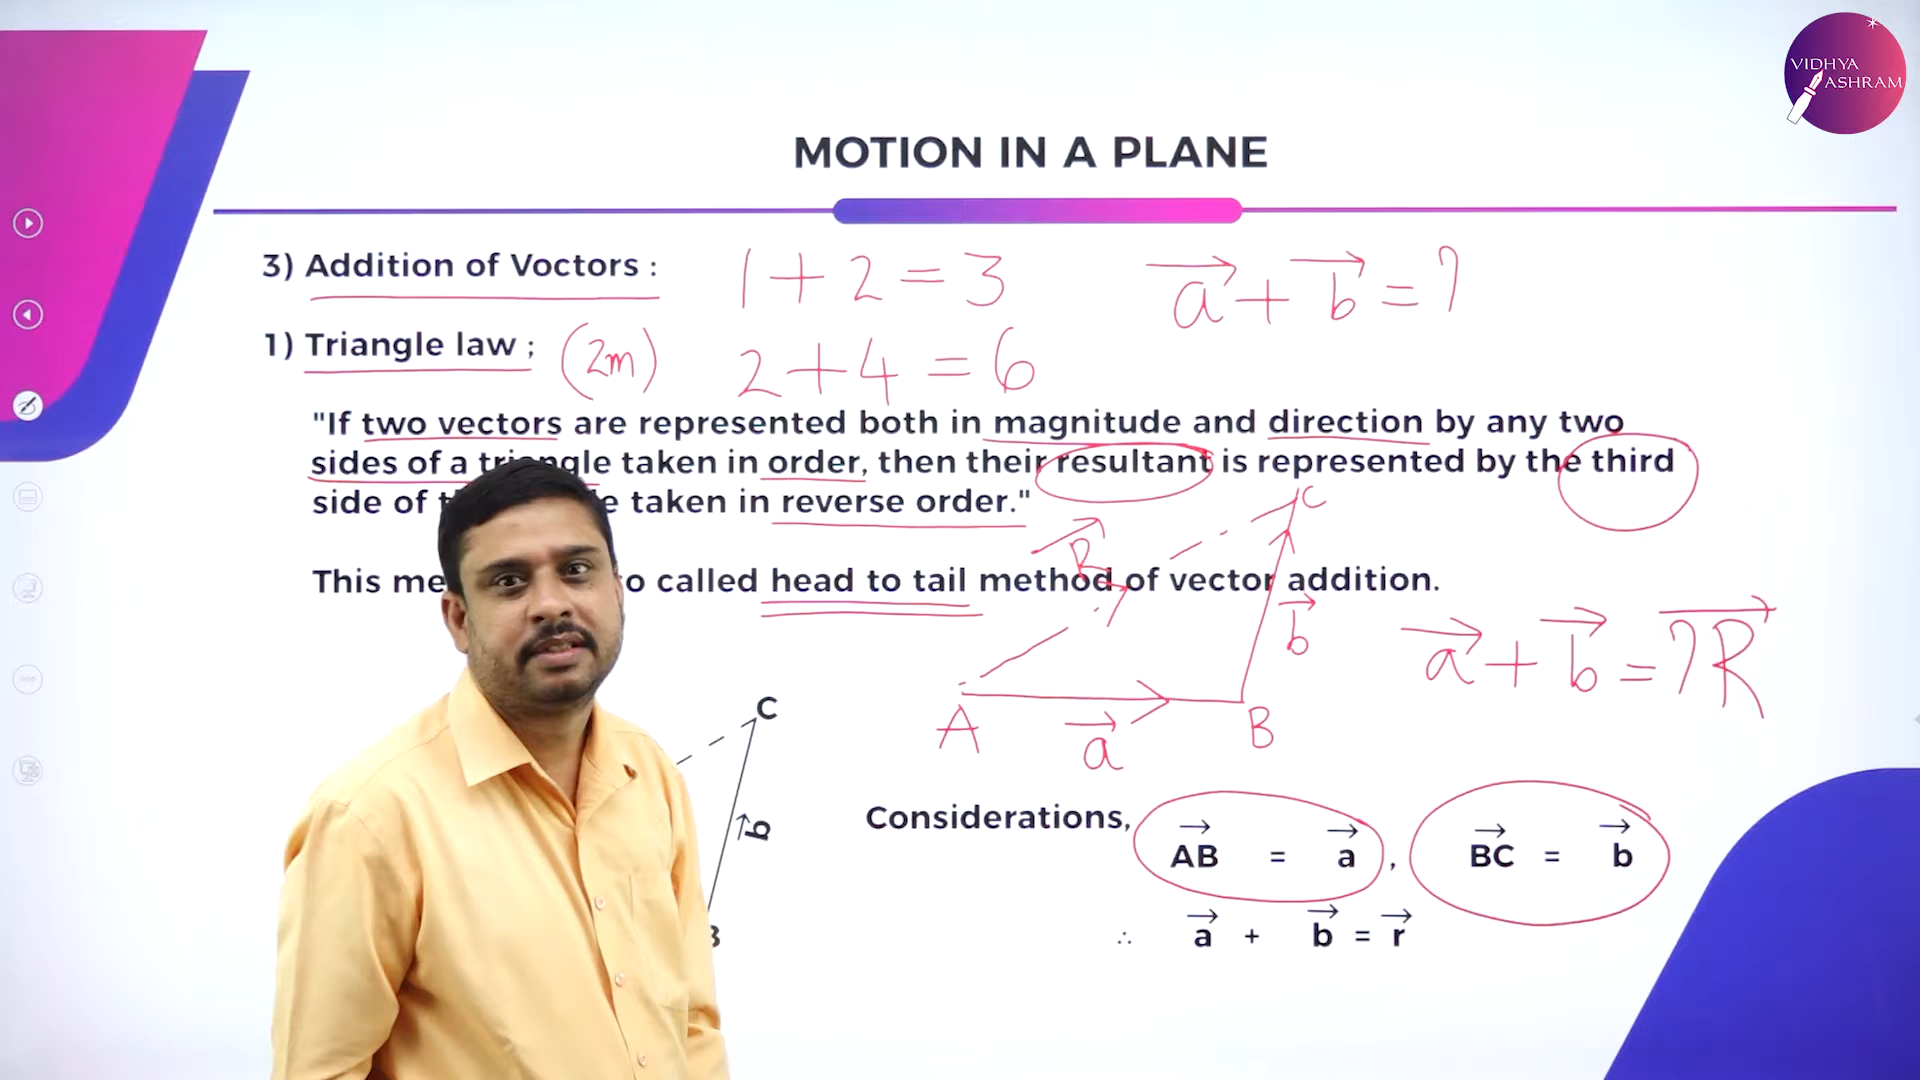 VIDHYA
ASHRAM
MOTION IN A PLANE
3) Addition of Voctors : 1 + 2 = 3 a + b = ?
1) Triangle law ; (2m) 2 + 4 = 6
"If two vectors are represented both in magnitude and direction by any two
sides of a triangle taken in order, then their resultant is represented by the third
side of taken in reverse order."
C
R
This called head to tail method of vector addition.
b
a + b = ?R
A B
a
C
b
Considerations,
AB = a , BC = b
∴ a + b = r